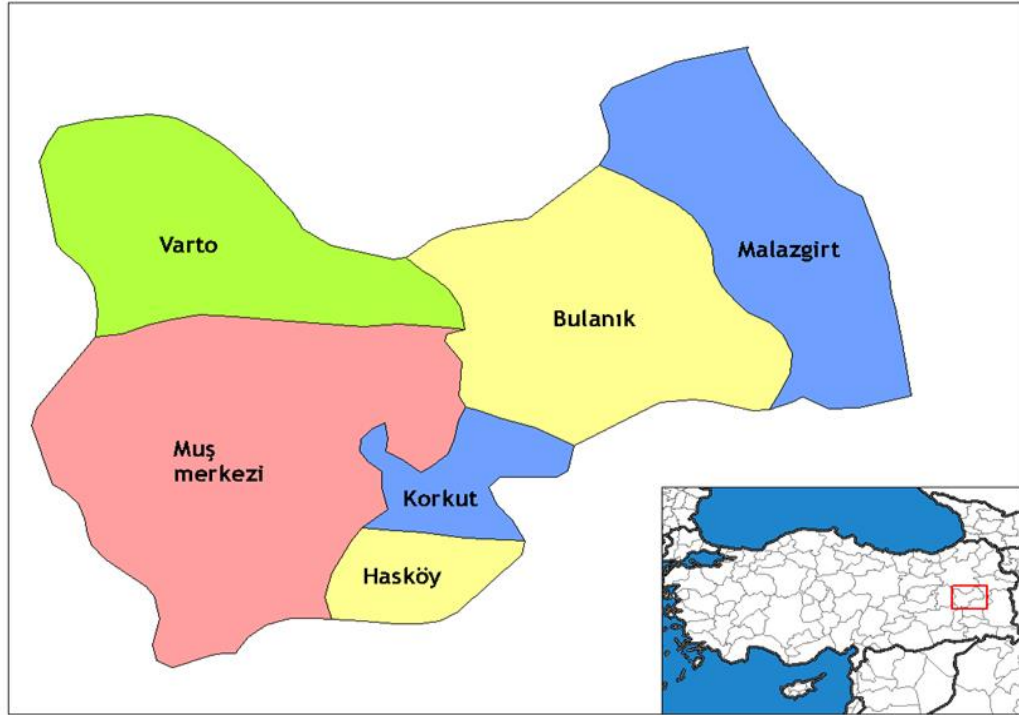 Varto
Malazgirt
Bulanık
Muş
merkezi
Korkut
Hasköy